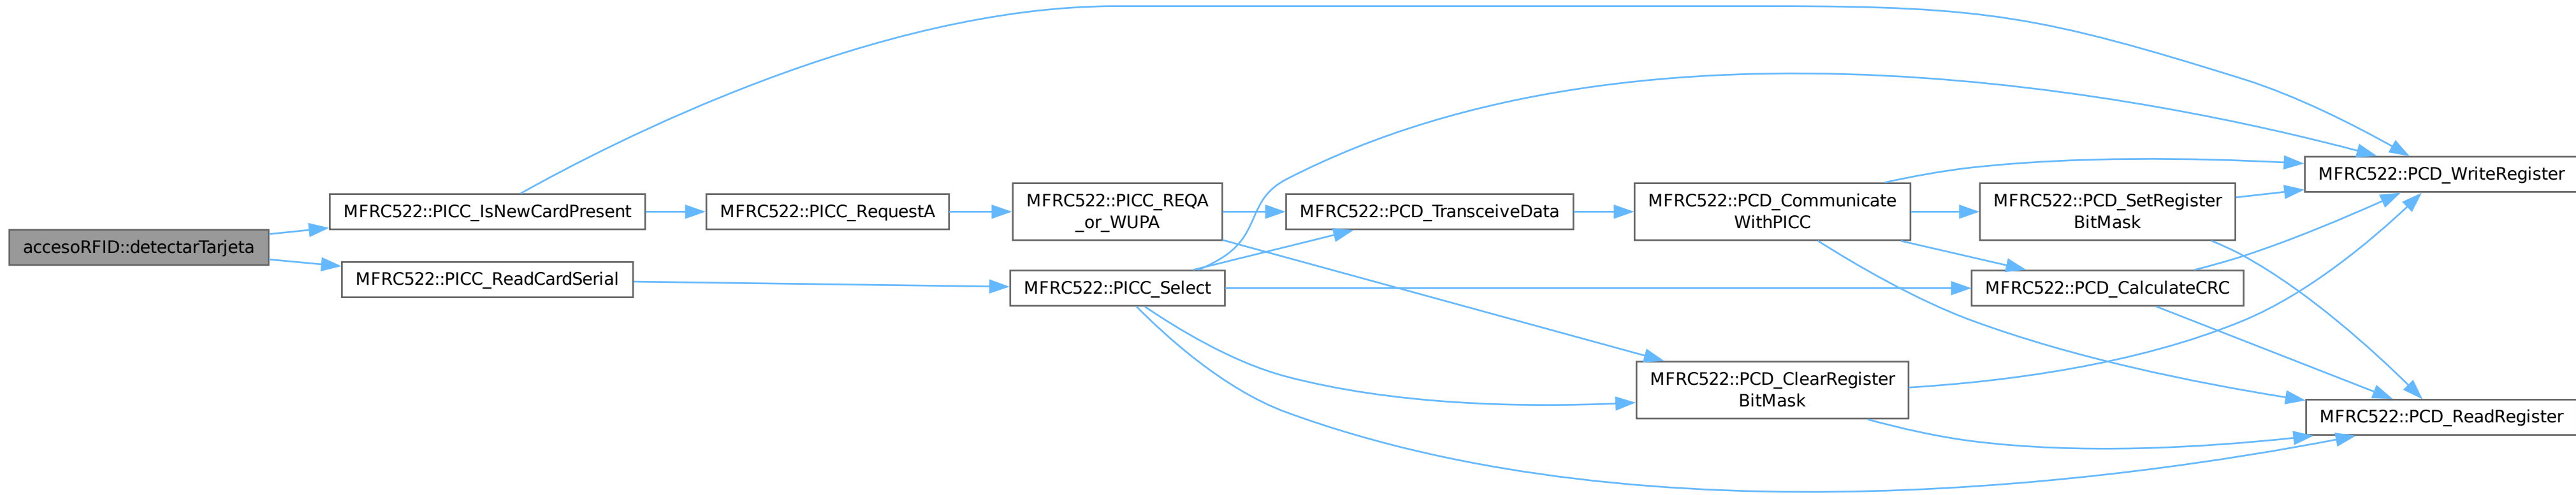 accesoRFID::detectarTarjeta
MFRC522::PICC_IsNewCardPresent
MFRC522::PICC_ReadCardSerial
MFRC522::PICC_RequestA
MFRC522::PICC_REQA
_or_WUPA
MFRC522::PICC_Select
MFRC522::PCD_TransceiveData
MFRC522::PCD_Communicate
WithPICC
MFRC522::PCD_ClearRegister
BitMask
MFRC522::PCD_SetRegister
BitMask
MFRC522::PCD_CalculateCRC
MFRC522::PCD_WriteRegister
MFRC522::PCD_ReadRegister